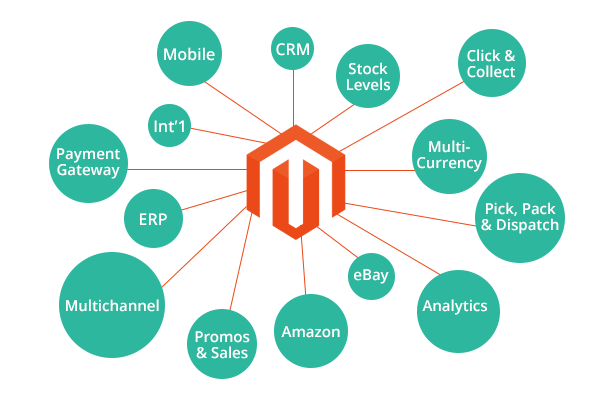 Mobile
CRM
Stock
Levels
Click &
Collect
Int'1
Payment
Gateway
Multi-
Currency
ERP
Pick, Pack
& Dispatch
eBay
Multichannel
Analytics
Promos
& Sales
Amazon